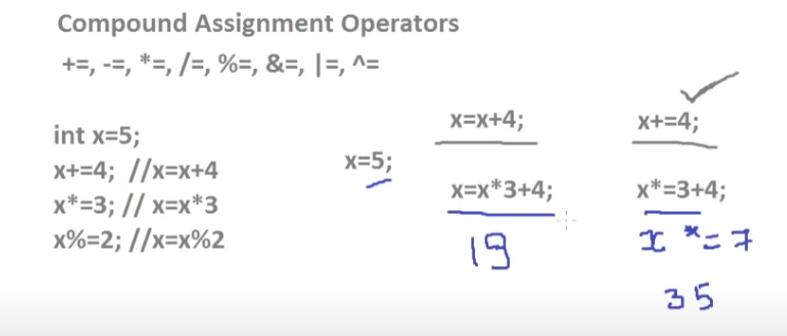 Compound Assignment Operators
+=, -=, *=, /=, %=, &=, |=, ^=
int x=5;
x+=4; //x=x+4
x*=3; // x=x*3
x%=2; //x=x%2
x=5;
x=x+4;
x=x*3+4;
19
x+=4;
x*=3+4;
x *= 7
35